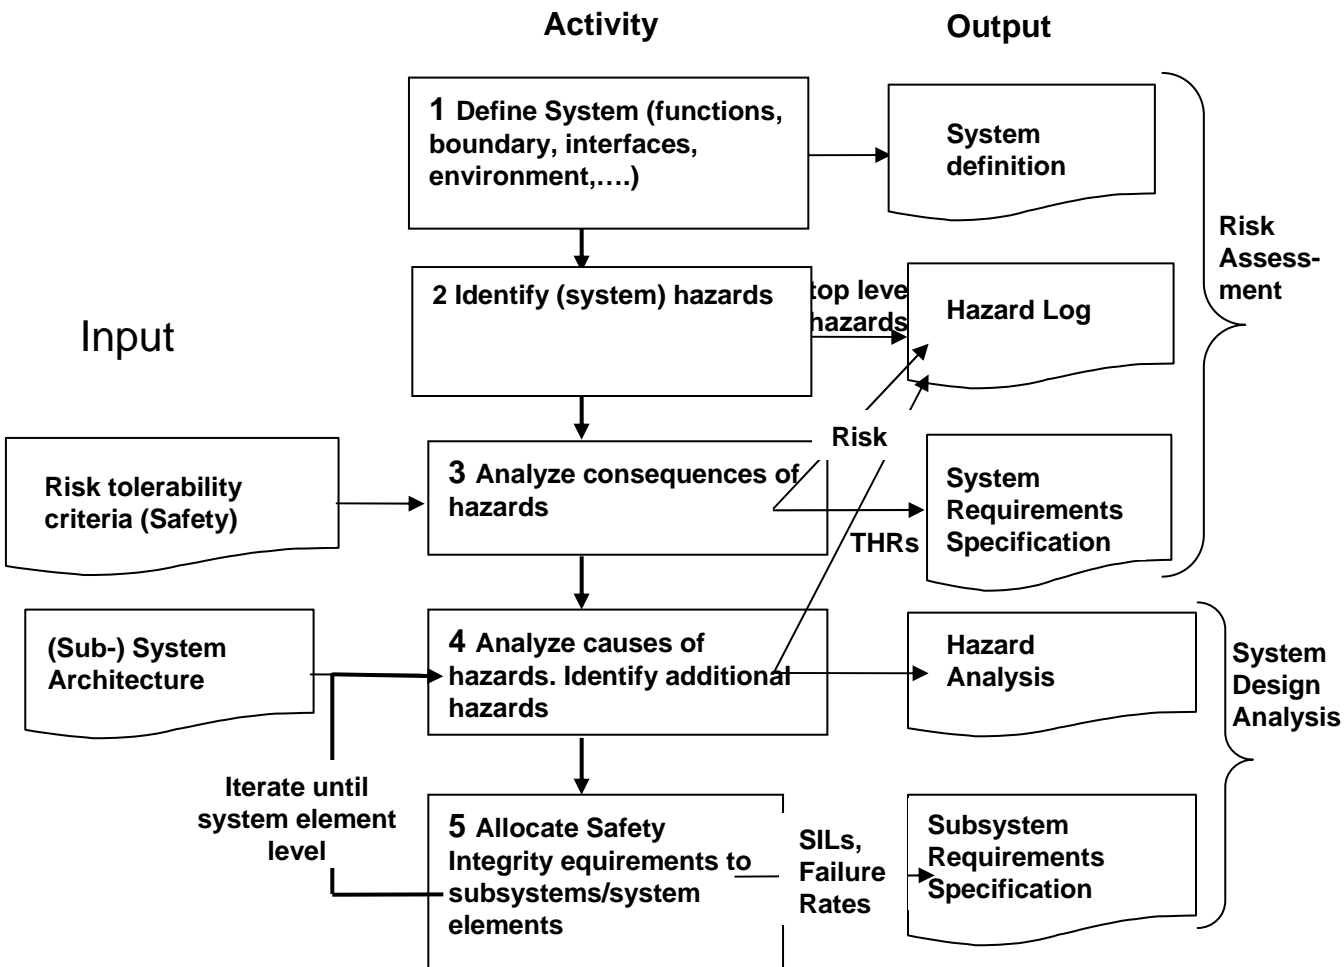 Activity
Output
1 Define System (functions,
boundary, interfaces,
environment,....)
System
definition
Risk
Assess-
ment
2 Identify (system) hazards
top leve
hazards
Hazard Log
Input
Risk tolerability
criteria (Safety)
3 Analyze consequences of
hazards
Risk
THRs
System
Requirements
Specification
(Sub-) System
Architecture
4 Analyze causes of
hazards. Identify additional
hazards
Hazard
Analysis
System
Design
Analysis
Iterate until
system element
level
5 Allocate Safety
Integrity equirements to
subsystems/system
elements
SILs,
Failure
Rates
Subsystem
Requirements
Specification